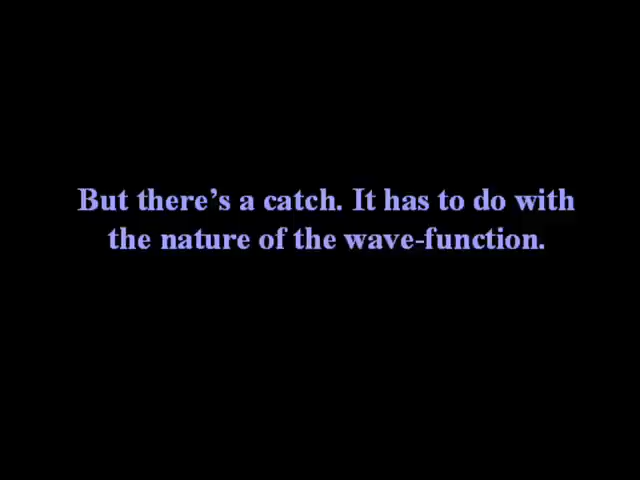 But there’s a catch. It has to do with
the nature of the wave-function.